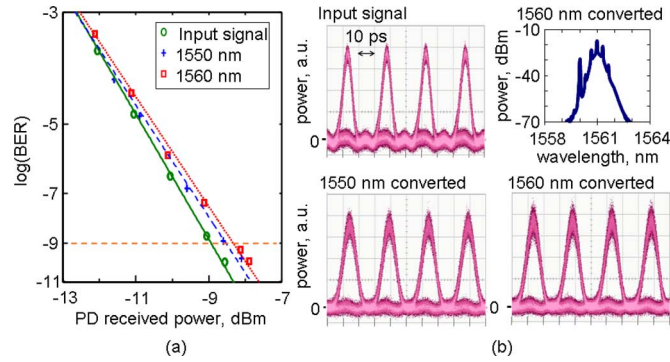 -3
-5
-7
-9
-11
log(BER)
Input signal
1550 nm
1560 nm
-13
-11
-9
-7
PD received power, dBm
(a)
Input signal
10 ps
power, a.u.
0
1560 nm converted
power, dBm
-10
-70
1558
1561
1564
wavelength, nm
1550 nm converted
power, a.u.
0
1560 nm converted
0
(b)